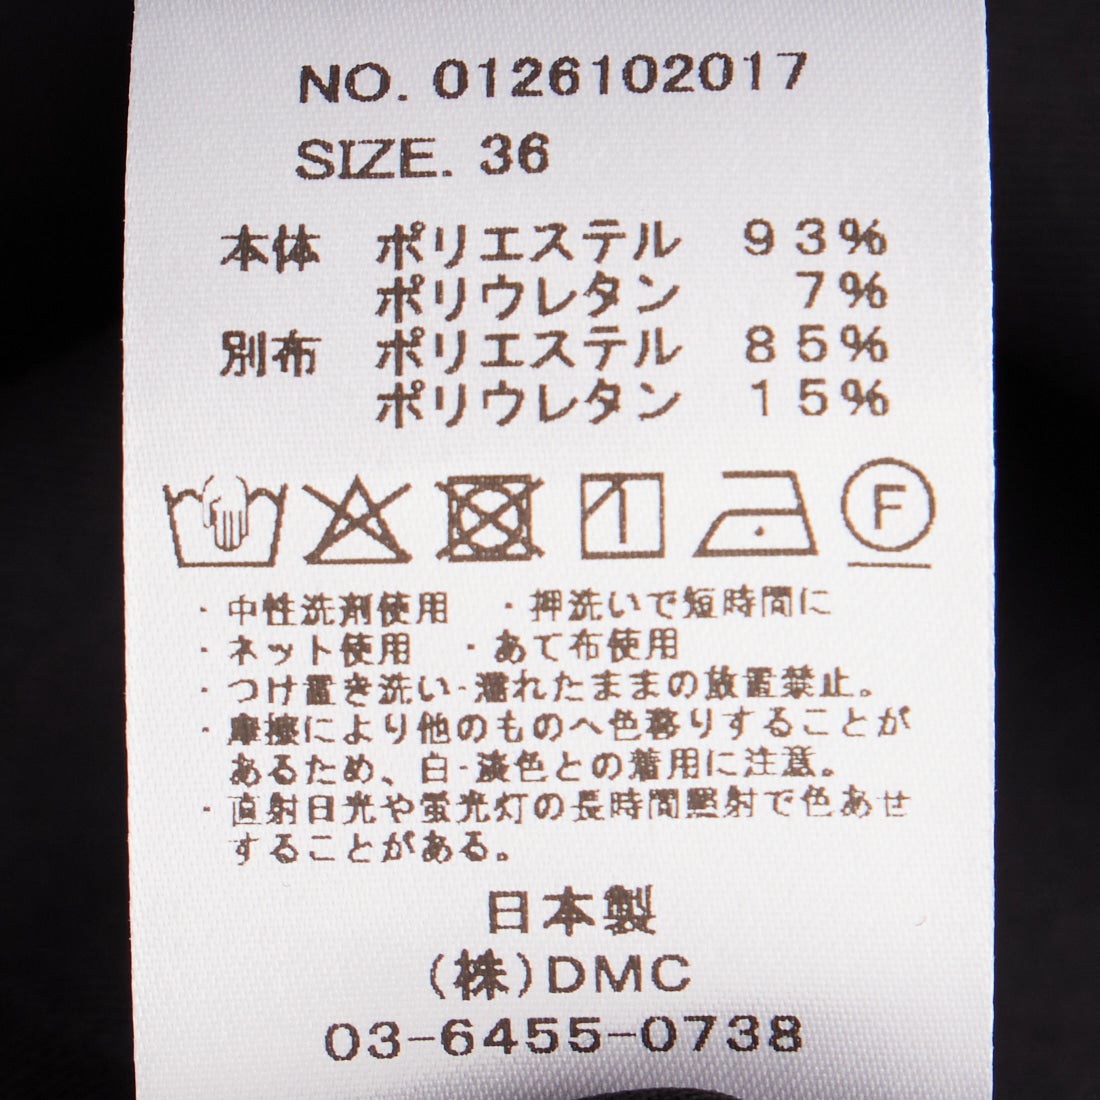 NO. 0126102017
SIZE. 36
本体 ポリエステル 93%
ポリウレタン 7%
別布 ポリエステル 85%
ポリウレタン 15%
F
・中性洗剤使用 ・押洗いで短時間に
・ネット使用 ・あて布使用
・つけ置き洗い・濡れたままの放置禁止。
・摩擦により他のものへ色移りすることが
あるため、白・淡色との着用に注意。
・直射日光や蛍光灯の長時間照射で色あせ
することがある。
日本製
(株)DMC
03-6455-0738